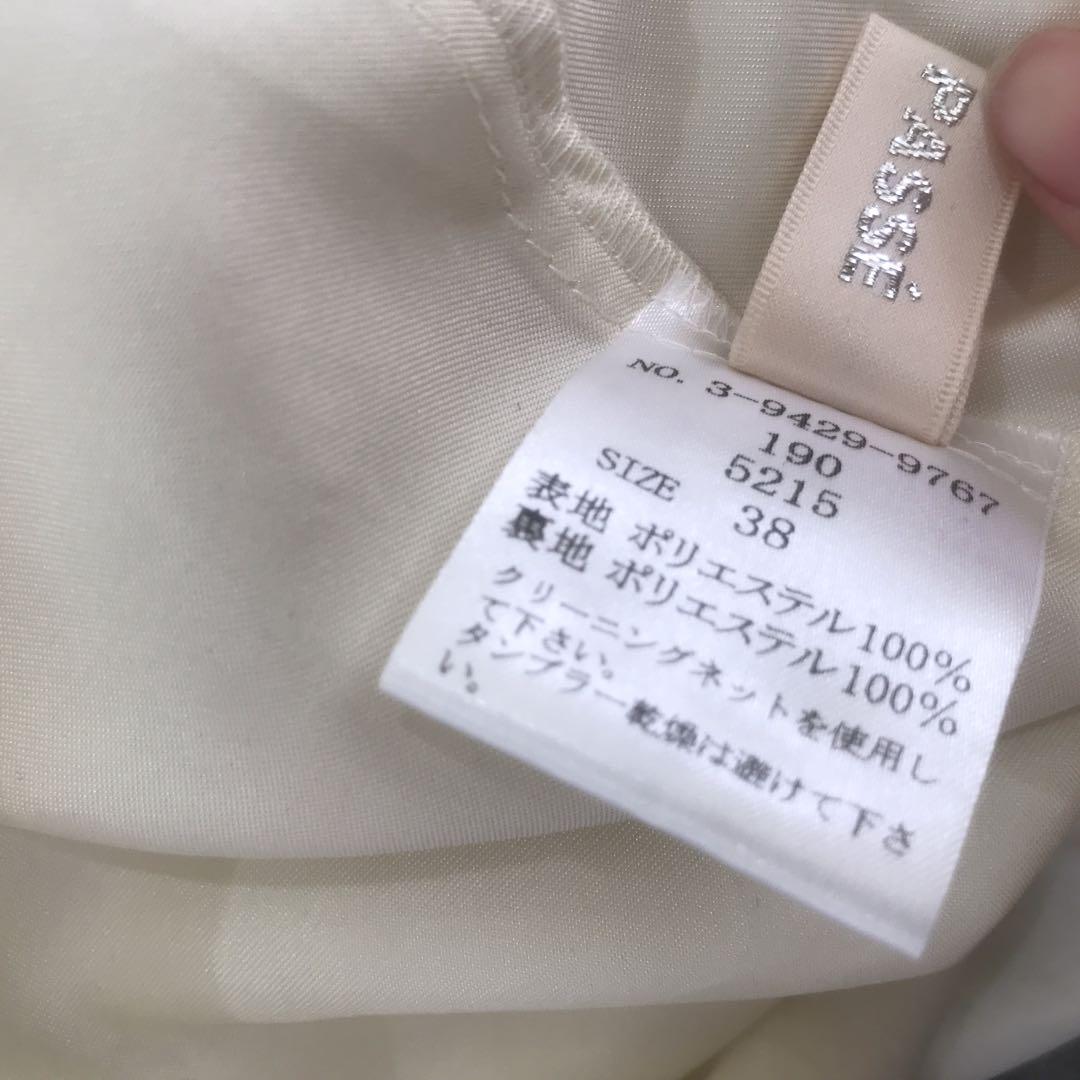 PASSE
NO. 3-9429-9767
190
5215
SIZE 38
表地 ポリエステル100%
裏地 ポリエステル100%
クリーニングネットを使用し
て下さい。
タンブラー乾燥は避けて下さ
い。